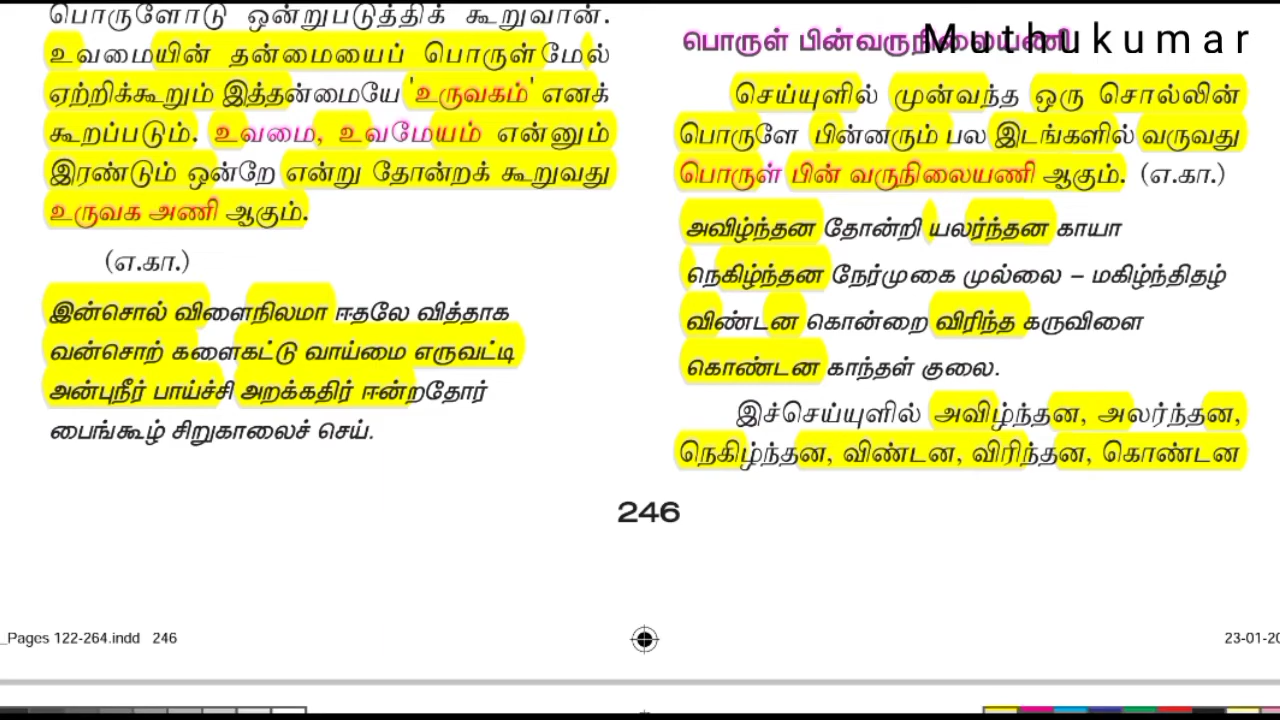 பொருளோடு ஒன்றுபடுத்திக் கூறுவான்.
உவமையின் தன்மையைப் பொருள்மேல்
ஏற்றிக்கூறும் இத்தன்மையே 'உருவகம்' எனக்
கூறப்படும். உவமை, உவமேயம் என்னும்
இரண்டும் ஒன்றே என்று தோன்றக் கூறுவது
உருவக அணி ஆகும்.
(எ.கா.)
இன்சொல் விளைநிலமா ஈதலே வித்தாக
வன்சொற் களைகட்டு வாய்மை எருவட்டி
அன்புநீர் பாய்ச்சி அறக்கதிர் ஈன்றதோர்
பைங்கூழ் சிறுகாலைச் செய்.
பொருள் பின்வருநிலையணி
Muthukumar
செய்யுளில் முன்வந்த ஒரு சொல்லின்
பொருளே பின்னரும் பல இடங்களில் வருவது
பொருள் பின் வருநிலையணி ஆகும். (எ.கா.)
அவிழ்ந்தன தோன்றி யலர்ந்தன காயா
நெகிழ்ந்தன நேர்முகை முல்லை – மகிழ்ந்திதழ்
விண்டன கொன்றை விரிந்த கருவிளை
கொண்டன காந்தள் குலை.
இச்செய்யுளில் அவிழ்ந்தன, அலர்ந்தன,
நெகிழ்ந்தன, விண்டன, விரிந்தன, கொண்டன
246
_Pages 122-264.indd 246
23-01-20